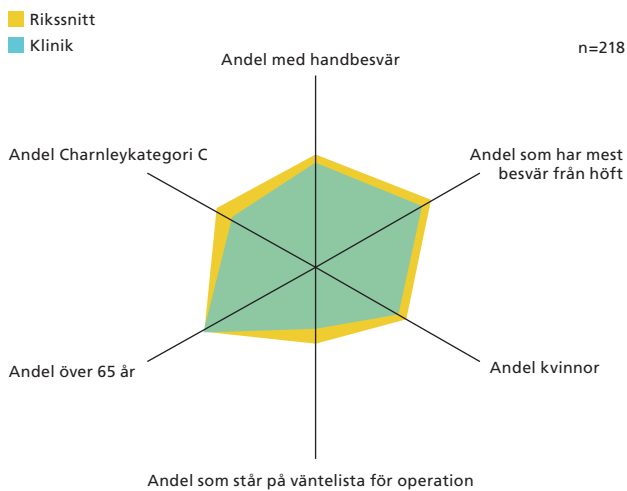 Rikssnitt
Klinik
n=218
Andel med handbesvär
Andel Charnleykategori C
Andel som har mest
besvär från höft
Andel över 65 år
Andel kvinnor
Andel som står på väntelista för operation